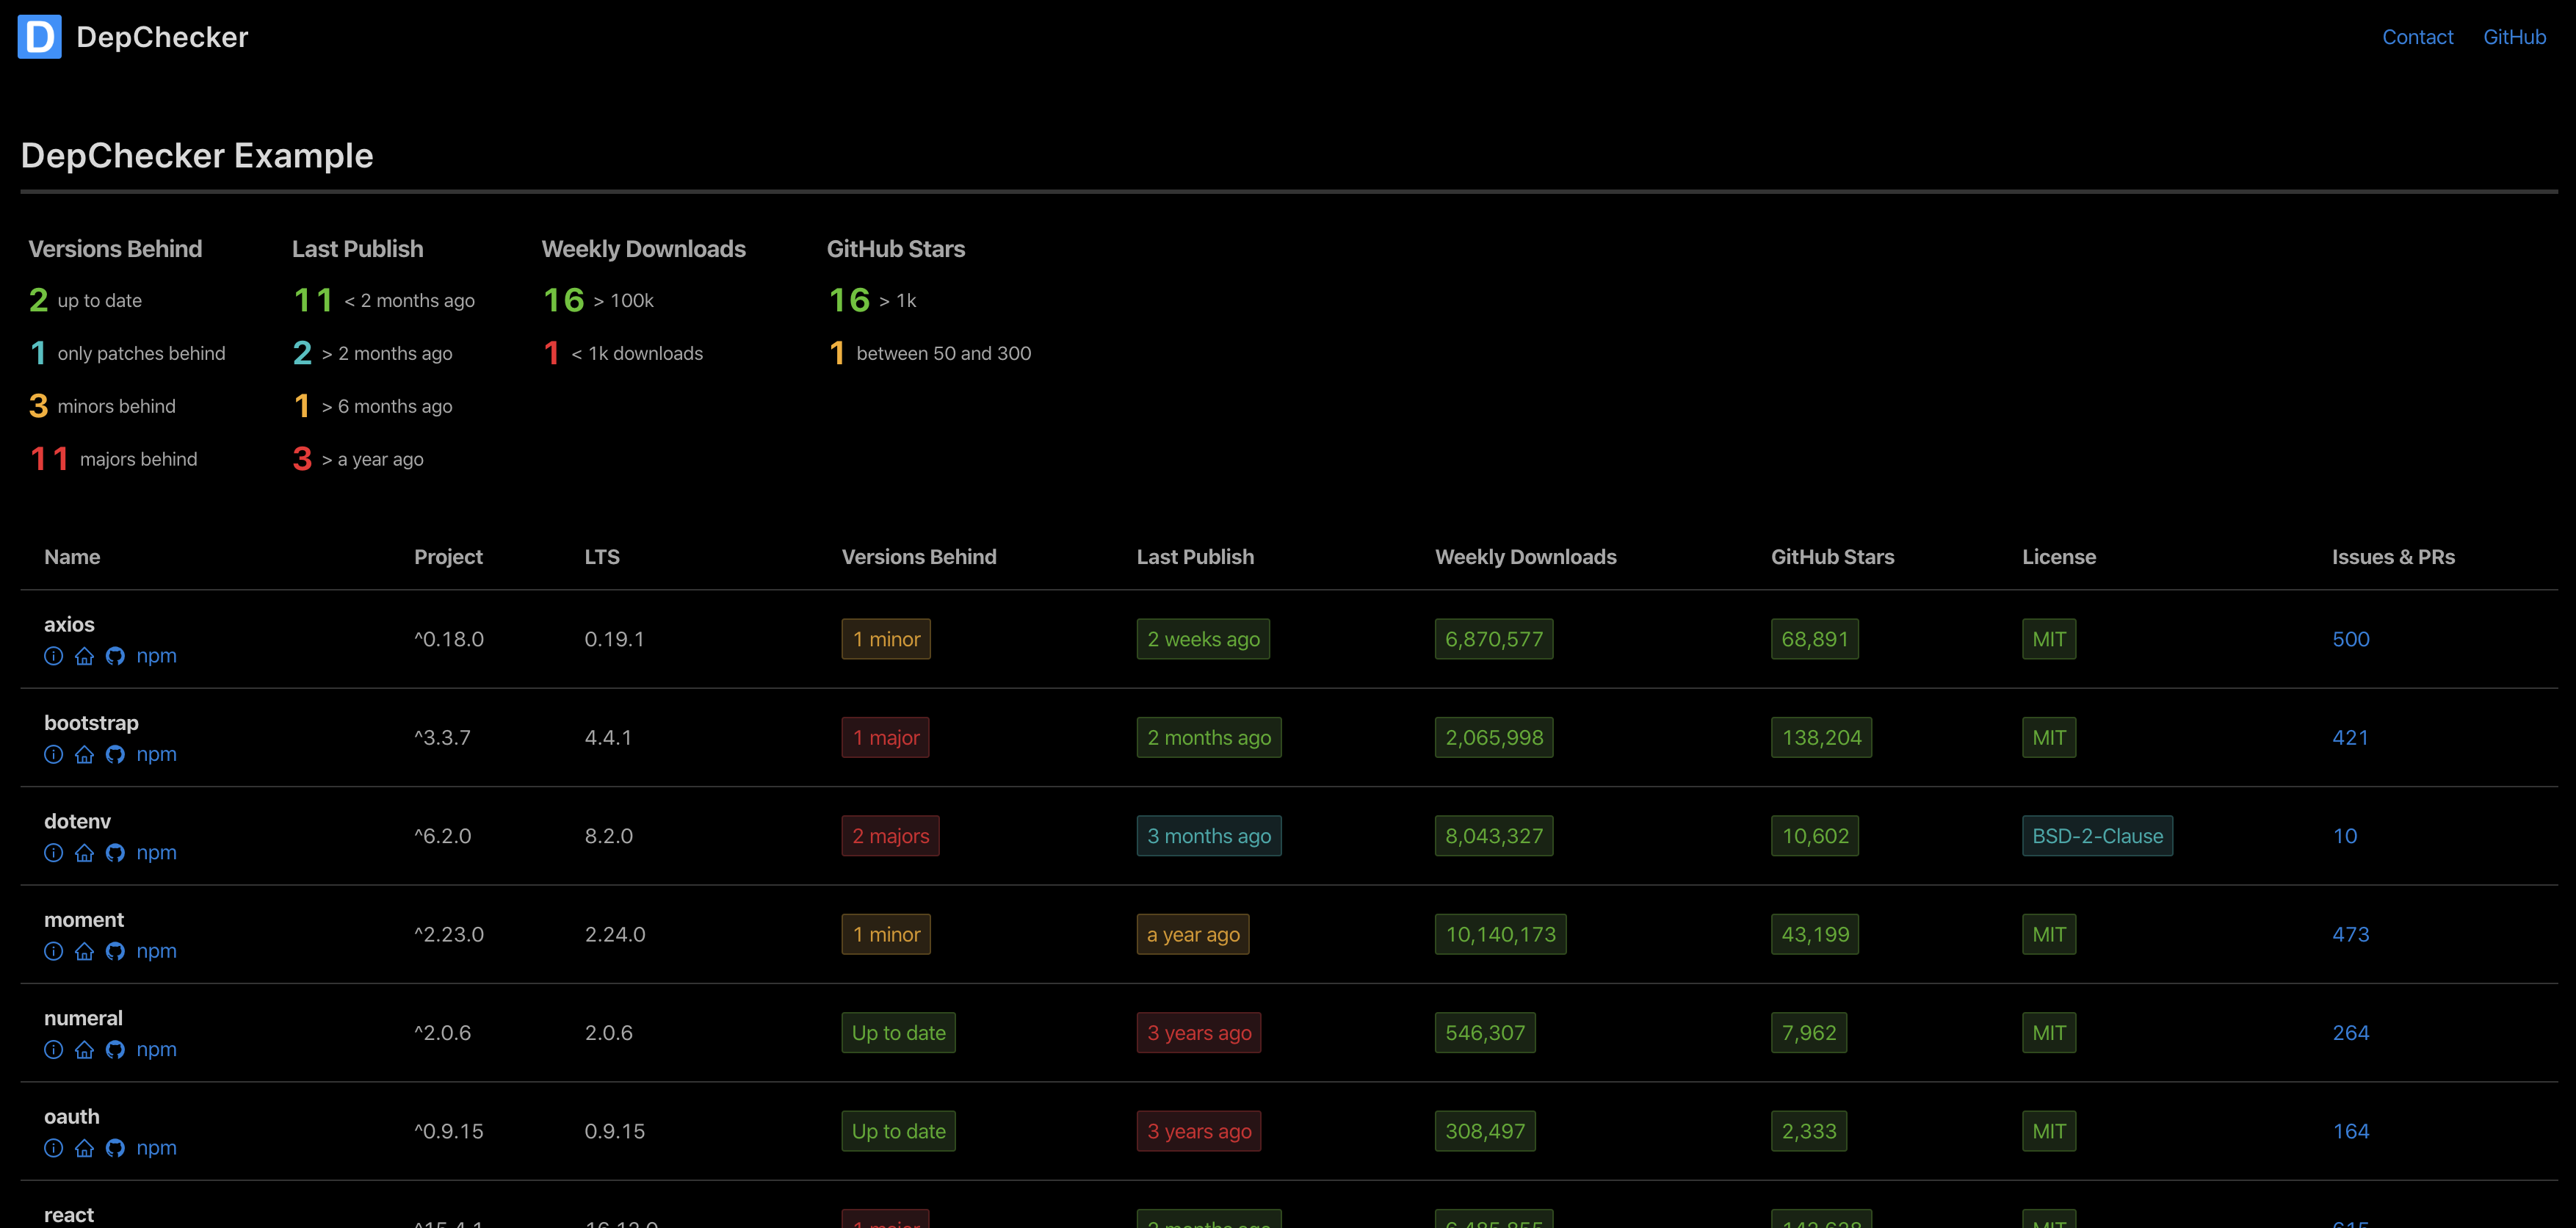 D DepChecker Contact GitHub
DepChecker Example
Versions Behind Last Publish Weekly Downloads GitHub Stars
2 up to date 11 < 2 months ago 16 > 100k 16 > 1k
1 only patches behind 2 > 2 months ago 1 < 1k downloads 1 between 50 and 300
3 minors behind 1 > 6 months ago
11 majors behind 3 > a year ago
Name Project LTS Versions Behind Last Publish Weekly Downloads GitHub Stars License Issues & PRs
axios
^0.18.0 0.19.1 1 minor 2 weeks ago 6,870,577 68,891 MIT 500
npm
bootstrap
^3.3.7 4.4.1 1 major 2 months ago 2,065,998 138,204 MIT 421
npm
dotenv
^6.2.0 8.2.0 2 majors 3 months ago 8,043,327 10,602 BSD-2-Clause 10
npm
moment
^2.23.0 2.24.0 1 minor a year ago 10,140,173 43,199 MIT 473
npm
numeral
^2.0.6 2.0.6 Up to date 3 years ago 546,307 7,962 MIT 264
npm
oauth
^0.9.15 0.9.15 Up to date 3 years ago 308,497 2,333 MIT 164
npm
react
1 major MIT